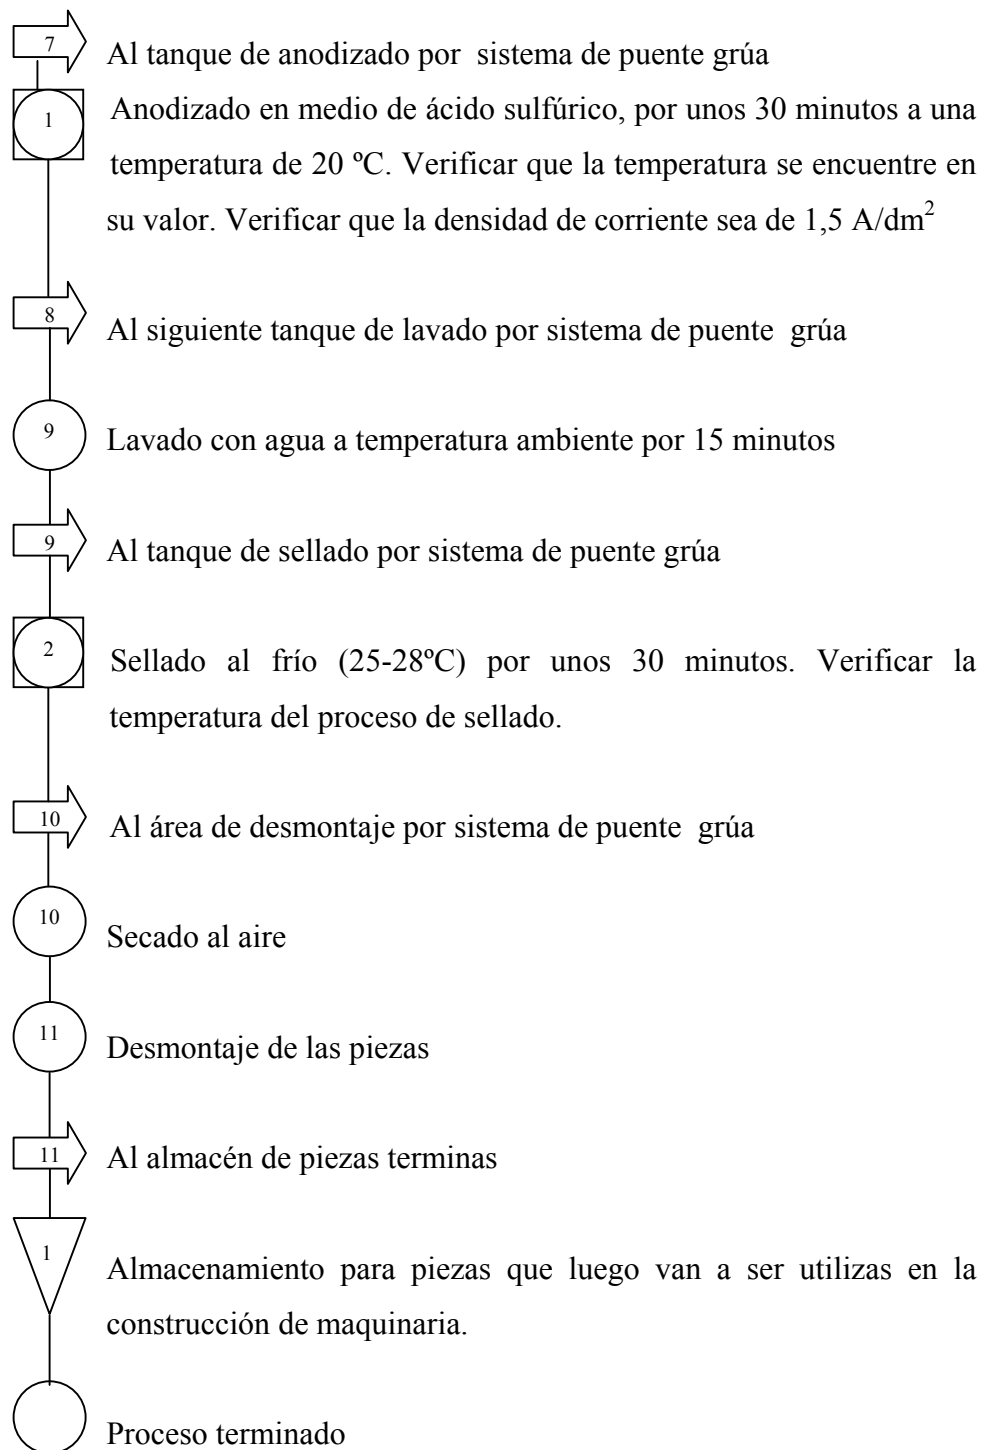 7 Al tanque de anodizado por sistema de puente grúa
1 Anodizado en medio de ácido sulfúrico, por unos 30 minutos a una
temperatura de 20 ºC. Verificar que la temperatura se encuentre en
su valor. Verificar que la densidad de corriente sea de 1,5 A/dm²
8 Al siguiente tanque de lavado por sistema de puente grúa
9 Lavado con agua a temperatura ambiente por 15 minutos
9 Al tanque de sellado por sistema de puente grúa
2 Sellado al frío (25-28ºC) por unos 30 minutos. Verificar la
temperatura del proceso de sellado.
10 Al área de desmontaje por sistema de puente grúa
10 Secado al aire
11 Desmontaje de las piezas
11 Al almacén de piezas terminas
1 Almacenamiento para piezas que luego van a ser utilizas en la
construcción de maquinaria.
Proceso terminado